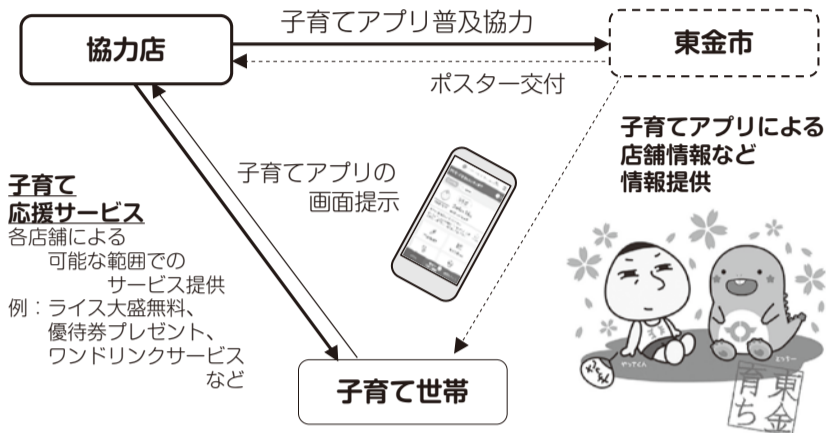 子育てアプリ普及協力
協力店
東金市
ポスター交付
子育てアプリによる
店舗情報など
情報提供
子育てアプリの
画面提示
子育て
応援サービス
各店舗による
可能な範囲での
サービス提供
例：ライス大盛無料、
優待券プレゼント、
ワンドリンクサービス
など
子育て世帯
東金
育ち